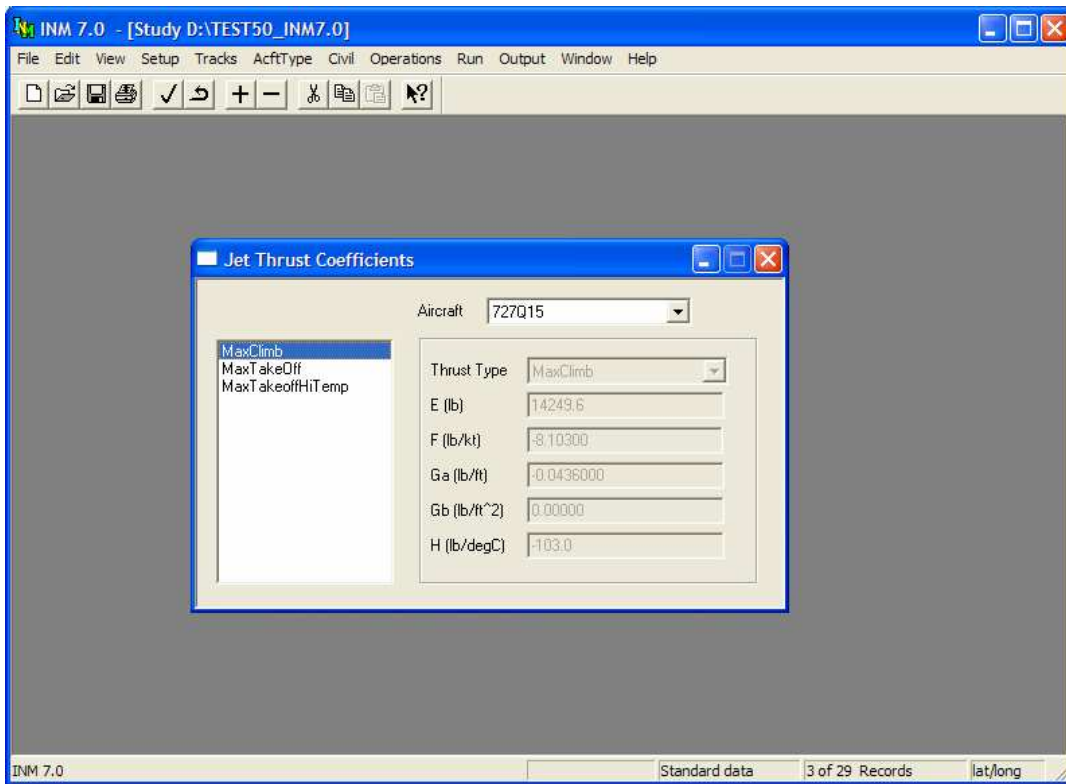 INM 7.0 - [Study D:\TEST50_INM7.0]
File Edit View Setup Tracks AcftType Civil Operations Run Output Window Help
Jet Thrust Coefficients
Aircraft 727Q15
MaxClimb
MaxTakeOff
MaxTakeoffHiTemp
Thrust Type MaxClimb
E (lb) 14249.6
F (lb/kt) -8.10300
Ga (lb/ft) -0.0436000
Gb (lb/ft^2) 0.00000
H (lb/degC) -103.0
INM 7.0 Standard data 3 of 29 Records lat/long